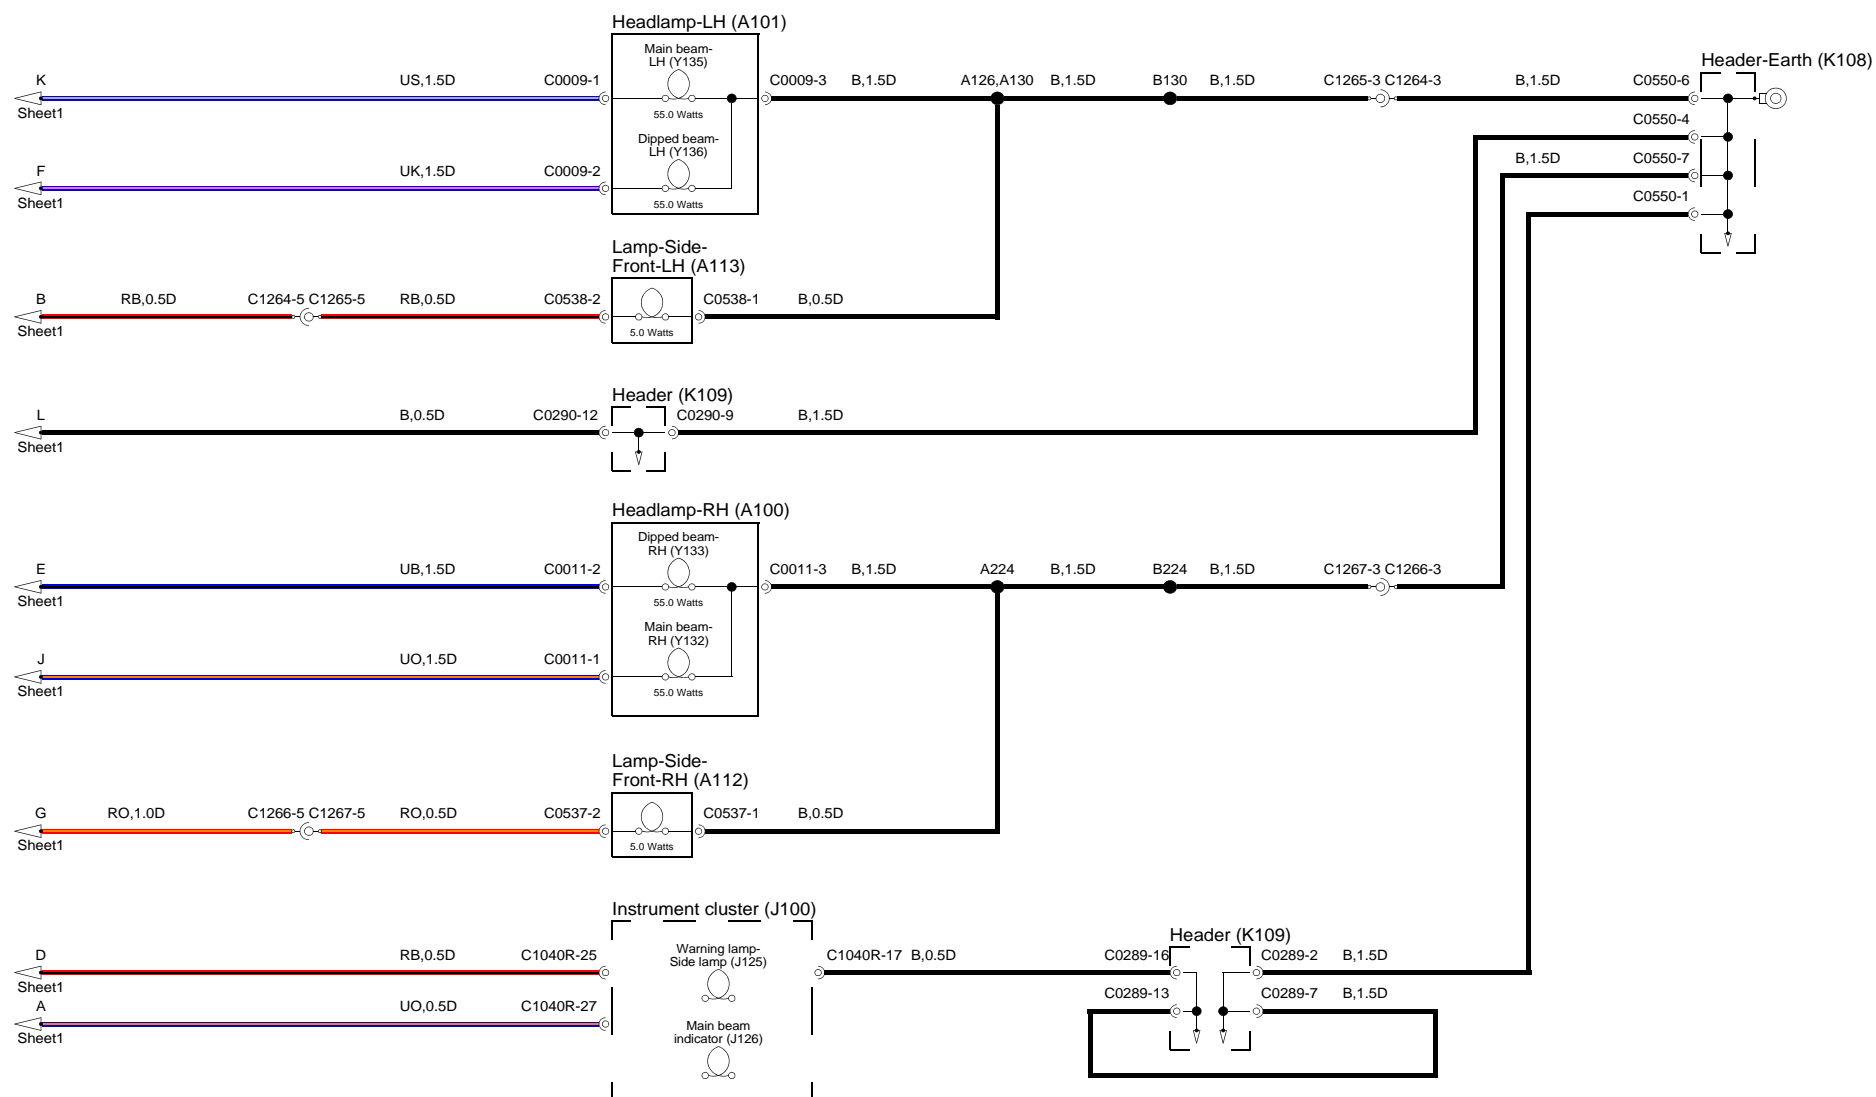 Headlamp-LH (A101)
Main beam-
LH (Y135)
55.0 Watts
Dipped beam-
LH (Y136)
55.0 Watts
Header-Earth (K108)
K US,1.5D C0009-1 C0009-3 B,1.5D A126,A130 B,1.5D B130 B,1.5D C1265-3 C1264-3 B,1.5D C0550-6
Sheet1
C0550-4
F UK,1.5D C0009-2 B,1.5D C0550-7
Sheet1
C0550-1
Lamp-Side-
Front-LH (A113)
B RB,0.5D C1264-5 C1265-5 RB,0.5D C0538-2 C0538-1 B,0.5D
Sheet1
5.0 Watts
Header (K109)
L B,0.5D C0290-12 C0290-9 B,1.5D
Sheet1
Headlamp-RH (A100)
Dipped beam-
RH (Y133)
E UB,1.5D C0011-2 C0011-3 B,1.5D A224 B,1.5D B224 B,1.5D C1267-3 C1266-3
Sheet1
55.0 Watts
Main beam-
RH (Y132)
J UO,1.5D C0011-1
Sheet1
55.0 Watts
Lamp-Side-
Front-RH (A112)
G RO,1.0D C1266-5 C1267-5 RO,0.5D C0537-2 C0537-1 B,0.5D
Sheet1
5.0 Watts
Instrument cluster (J100)
Warning lamp-
Side lamp (J125)
Header (K109)
D RB,0.5D C1040R-25 C1040R-17 B,0.5D C0289-16 C0289-2 B,1.5D
Sheet1
C0289-13 C0289-7 B,1.5D
A UO,0.5D C1040R-27
Sheet1
Main beam
indicator (J126)